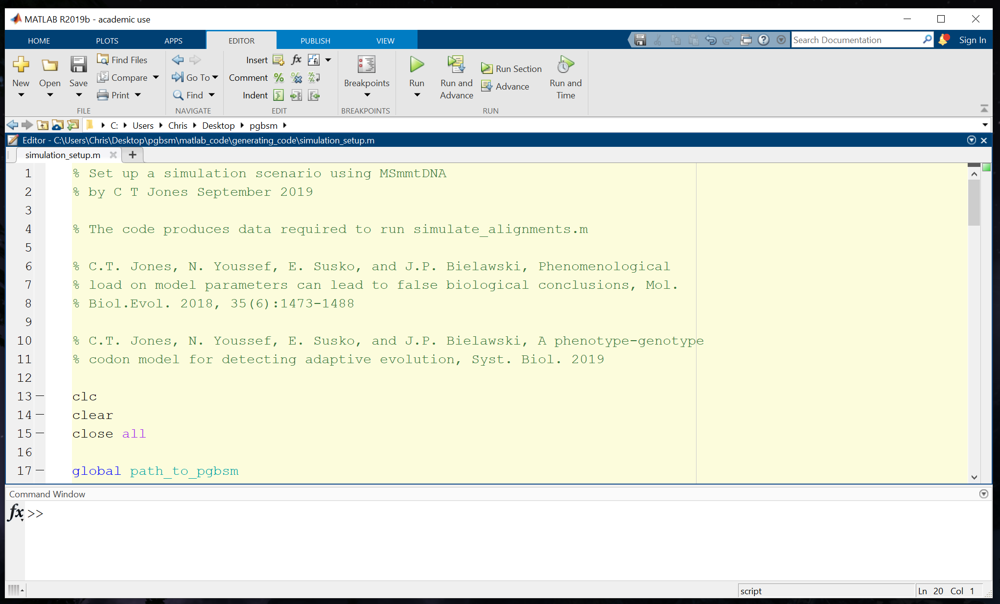 MATLAB R2019b - academic use
HOME PLOTS APPS EDITOR PUBLISH VIEW
Search Documentation Sign In
New
Open
Save
Find Files
Compare
Print
FILE
Go To
Find
NAVIGATE
Insert fx
Comment
Indent
EDIT
Breakpoints
BREAKPOINTS
Run
Run and
Advance
Run Section
Advance
Run and
Time
RUN
C: Users Chris Desktop pgbsm
Editor - C:\Users\Chris\Desktop\pgbsm\matlab_code\generating_code\simulation_setup.m
simulation_setup.m +
1 % Set up a simulation scenario using MSmmtDNA
2 % by C T Jones September 2019
3
4 % The code produces data required to run simulate_alignments.m
5
6 % C.T. Jones, N. Youssef, E. Susko, and J.P. Bielawski, Phenomenological
7 % load on model parameters can lead to false biological conclusions, Mol.
8 % Biol.Evol. 2018, 35(6):1473-1488
9
10 % C.T. Jones, N. Youssef, E. Susko, and J.P. Bielawski, A phenotype-genotype
11 % codon model for detecting adaptive evolution, Syst. Biol. 2019
12
13 – clc
14 – clear
15 – close all
16
17 – global path_to_pgbsm
Command Window
fx >>
script Ln 20 Col 1